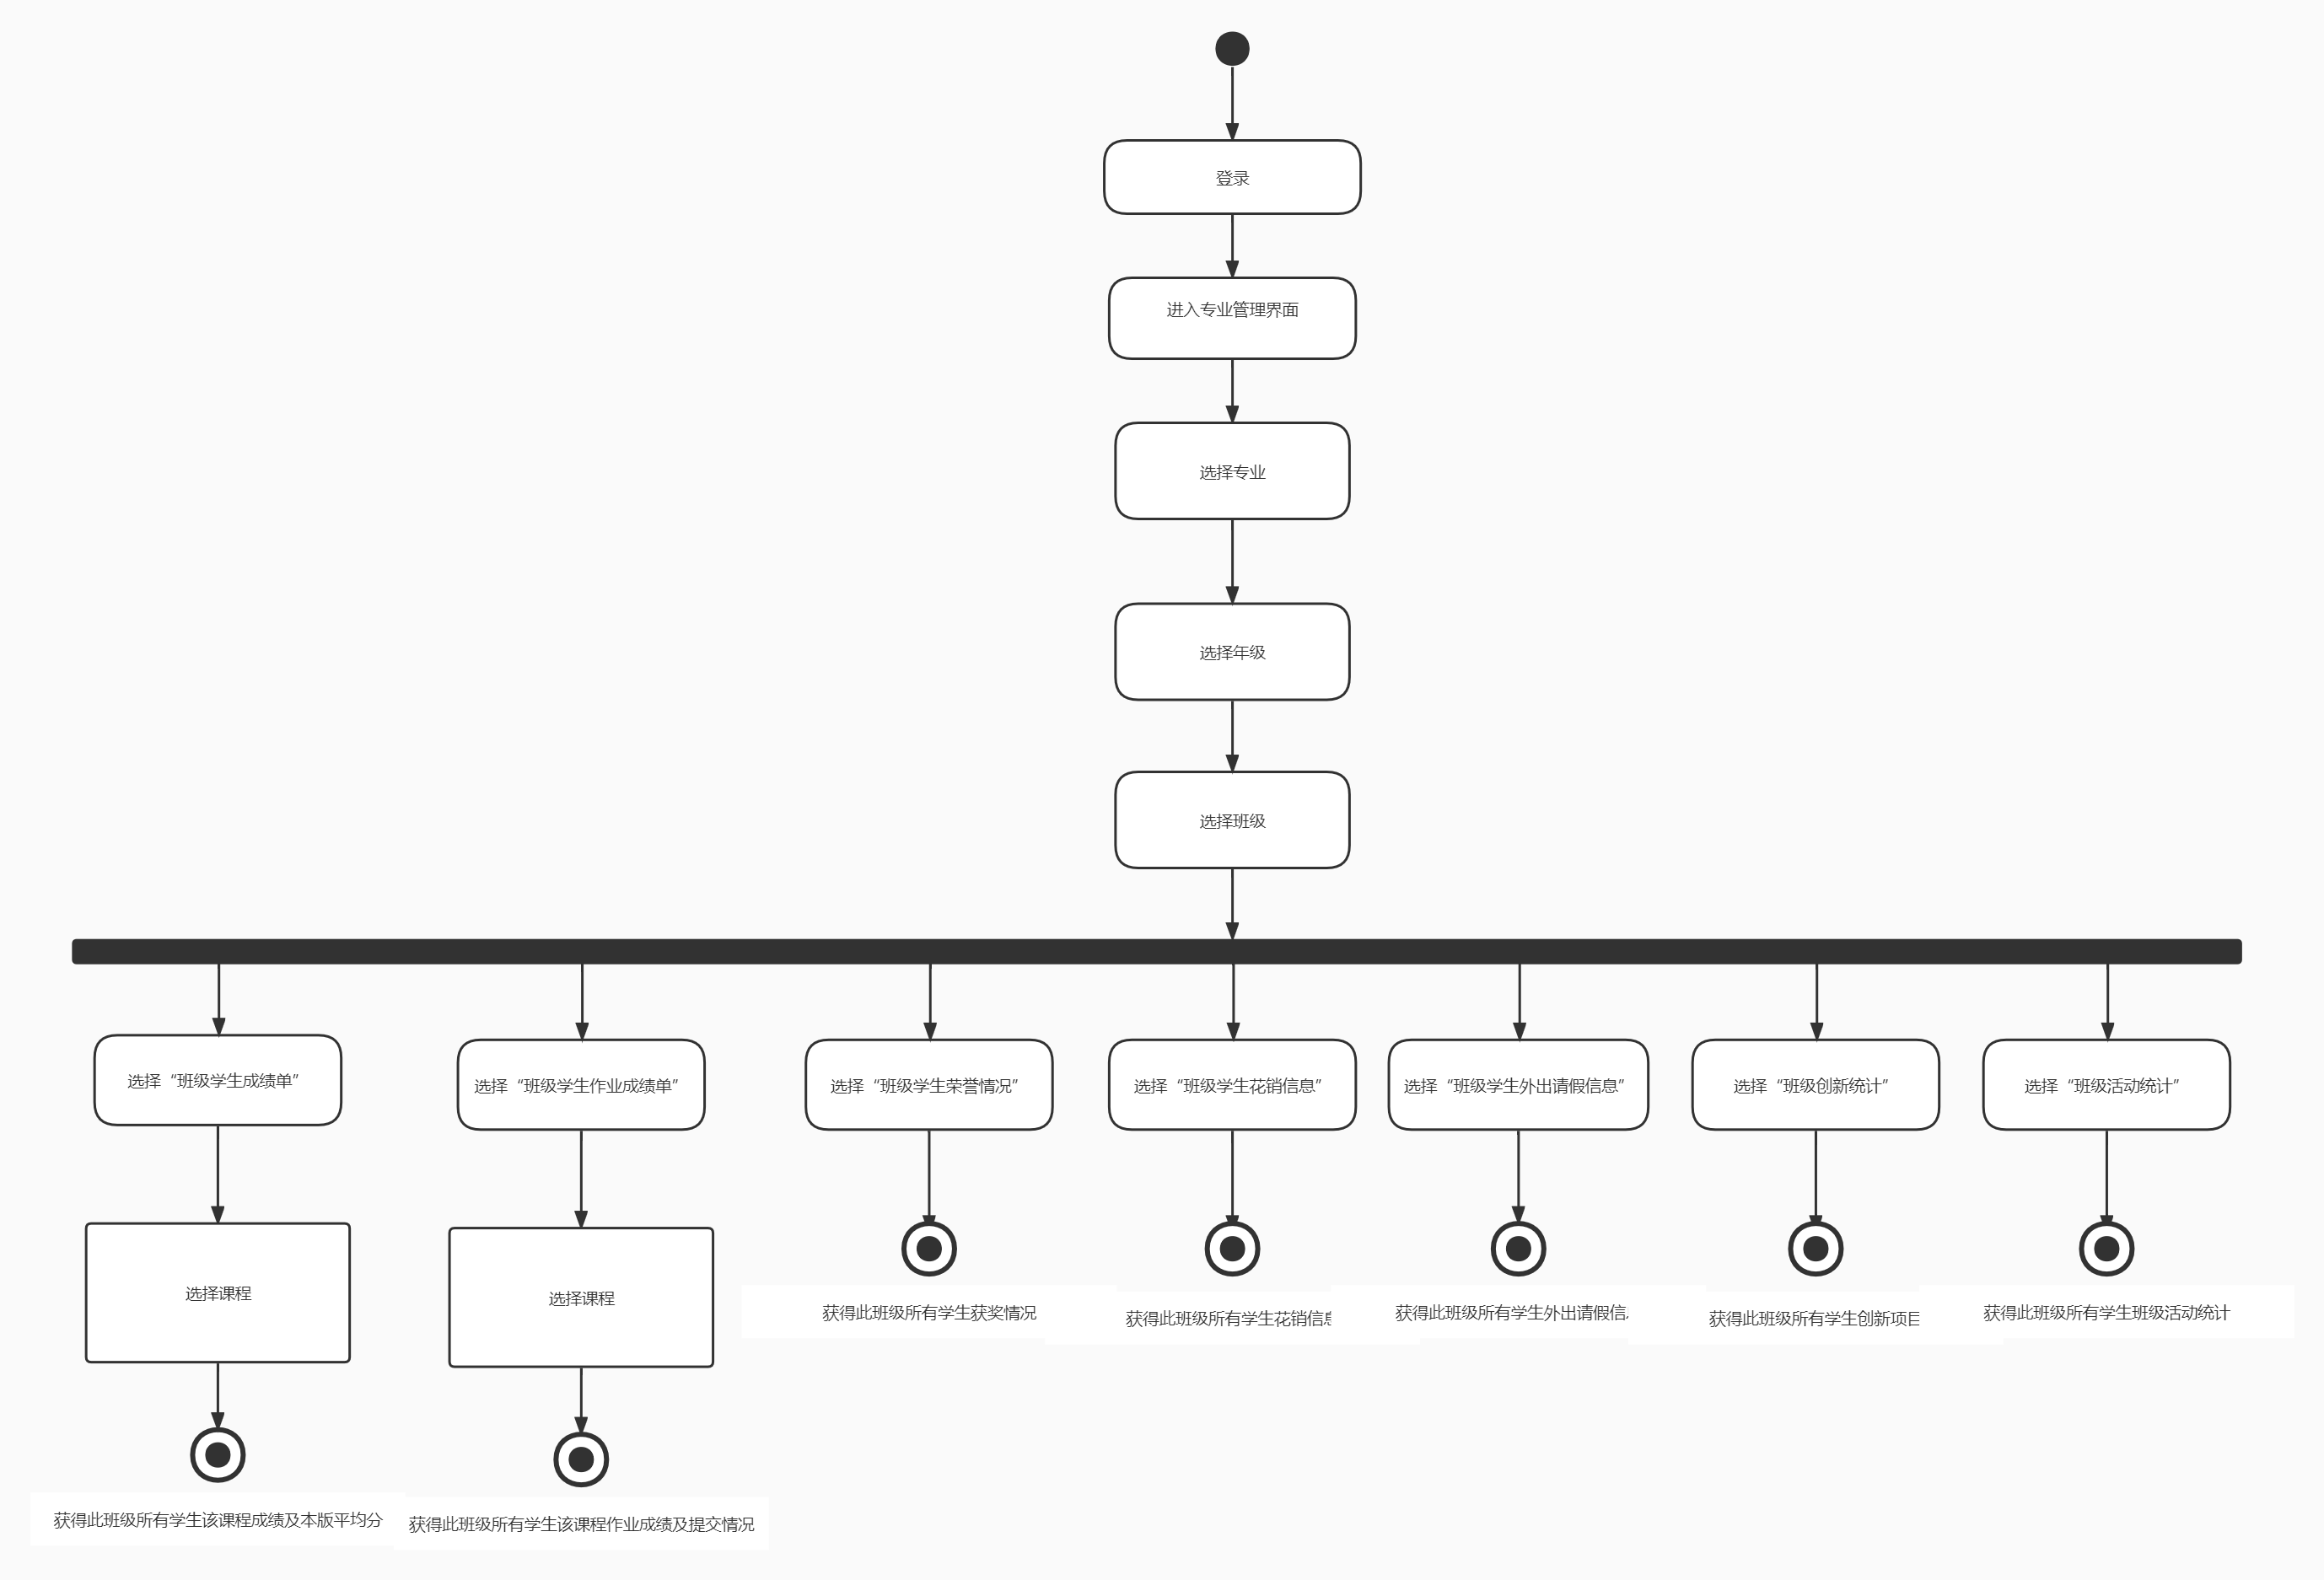 登录
进入专业管理界面
选择专业
选择年级
选择班级
选择“班级学生成绩单”
选择“班级学生作业成绩单”
选择“班级学生荣誉情况”
选择“班级学生花销信息”
选择“班级学生外出请假信息”
选择“班级创新统计”
选择“班级活动统计”
选择课程
选择课程
获得此班级所有学生获奖情况
获得此班级所有学生花销信息
获得此班级所有学生外出请假信
获得此班级所有学生创新项目
获得此班级所有学生班级活动统计
获得此班级所有学生该课程成绩及本版平均分
获得此班级所有学生该课程作业成绩及提交情况